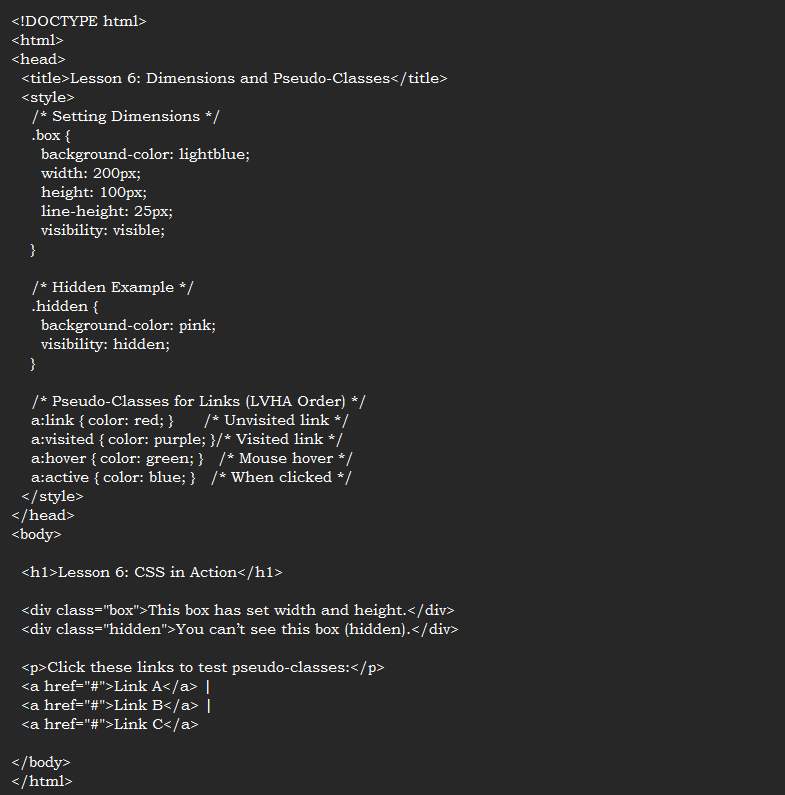 <!DOCTYPE html>
<html>
<head>
  <title>Lesson 6: Dimensions and Pseudo-Classes</title>
  <style>
    /* Setting Dimensions */
    .box {
      background-color: lightblue;
      width: 200px;
      height: 100px;
      line-height: 25px;
      visibility: visible;
    }

    /* Hidden Example */
    .hidden {
      background-color: pink;
      visibility: hidden;
    }

    /* Pseudo-Classes for Links (LVHA Order) */
    a:link { color: red; }      /* Unvisited link */
    a:visited { color: purple; }/* Visited link */
    a:hover { color: green; }   /* Mouse hover */
    a:active { color: blue; }   /* When clicked */
  </style>
</head>
<body>

  <h1>Lesson 6: CSS in Action</h1>

  <div class="box">This box has set width and height.</div>
  <div class="hidden">You can’t see this box (hidden).</div>

  <p>Click these links to test pseudo-classes:</p>
  <a href="#">Link A</a> |
  <a href="#">Link B</a> |
  <a href="#">Link C</a>

</body>
</html>